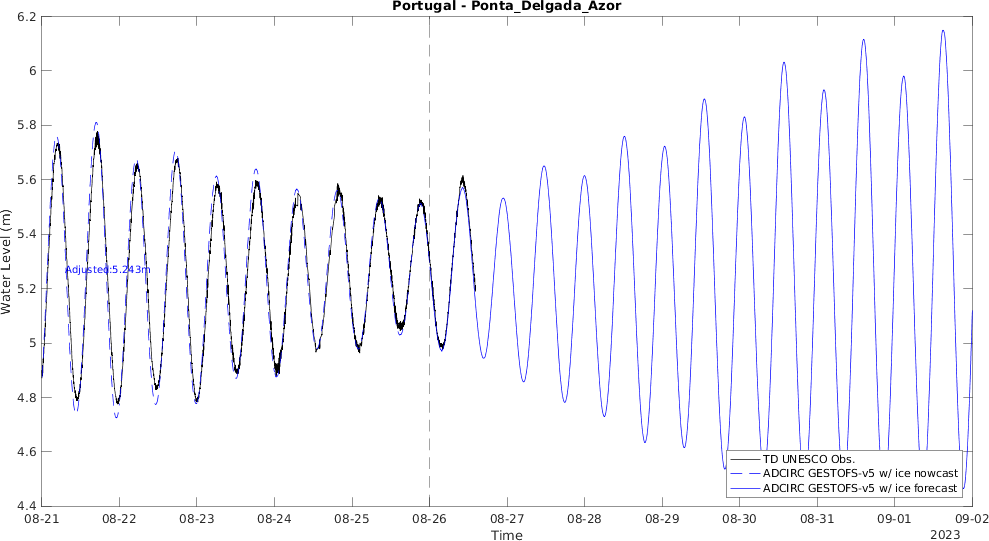 Portugal - Ponta_Delgada_Azor
6.2
6
5.8
5.6
5.4
5.2
5
4.8
4.6
4.4
Water Level (m)
Adjusted:5.243m
TD UNESCO Obs.
ADCIRC GESTOFS-v5 w/ ice nowcast
ADCIRC GESTOFS-v5 w/ ice forecast
08-21 08-22 08-23 08-24 08-25 08-26 08-27 08-28 08-29 08-30 08-31 09-01 09-02
Time
2023